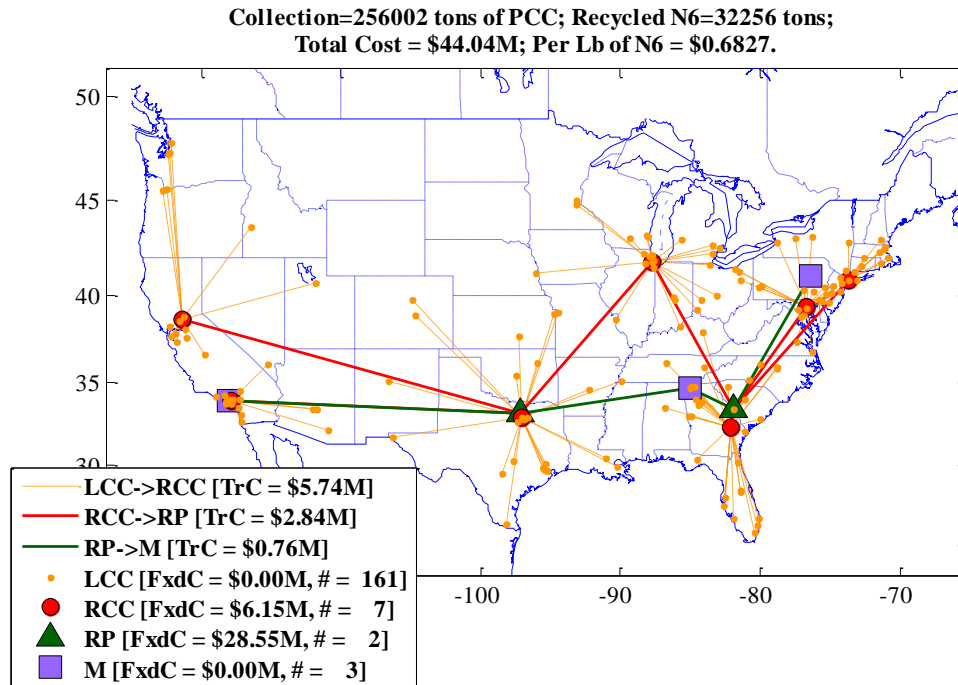 Collection=256002 tons of PCC; Recycled N6=32256 tons;
Total Cost = $44.04M; Per Lb of N6 = $0.6827.
50
45
40
35
30
LCC->RCC [TrC = $5.74M]
RCC->RP [TrC = $2.84M]
RP->M [TrC = $0.76M]
LCC [FxdC = $0.00M, # = 161]
RCC [FxdC = $6.15M, # = 7]
RP [FxdC = $28.55M, # = 2]
M [FxdC = $0.00M, # = 3]
-100 -90 -80 -70